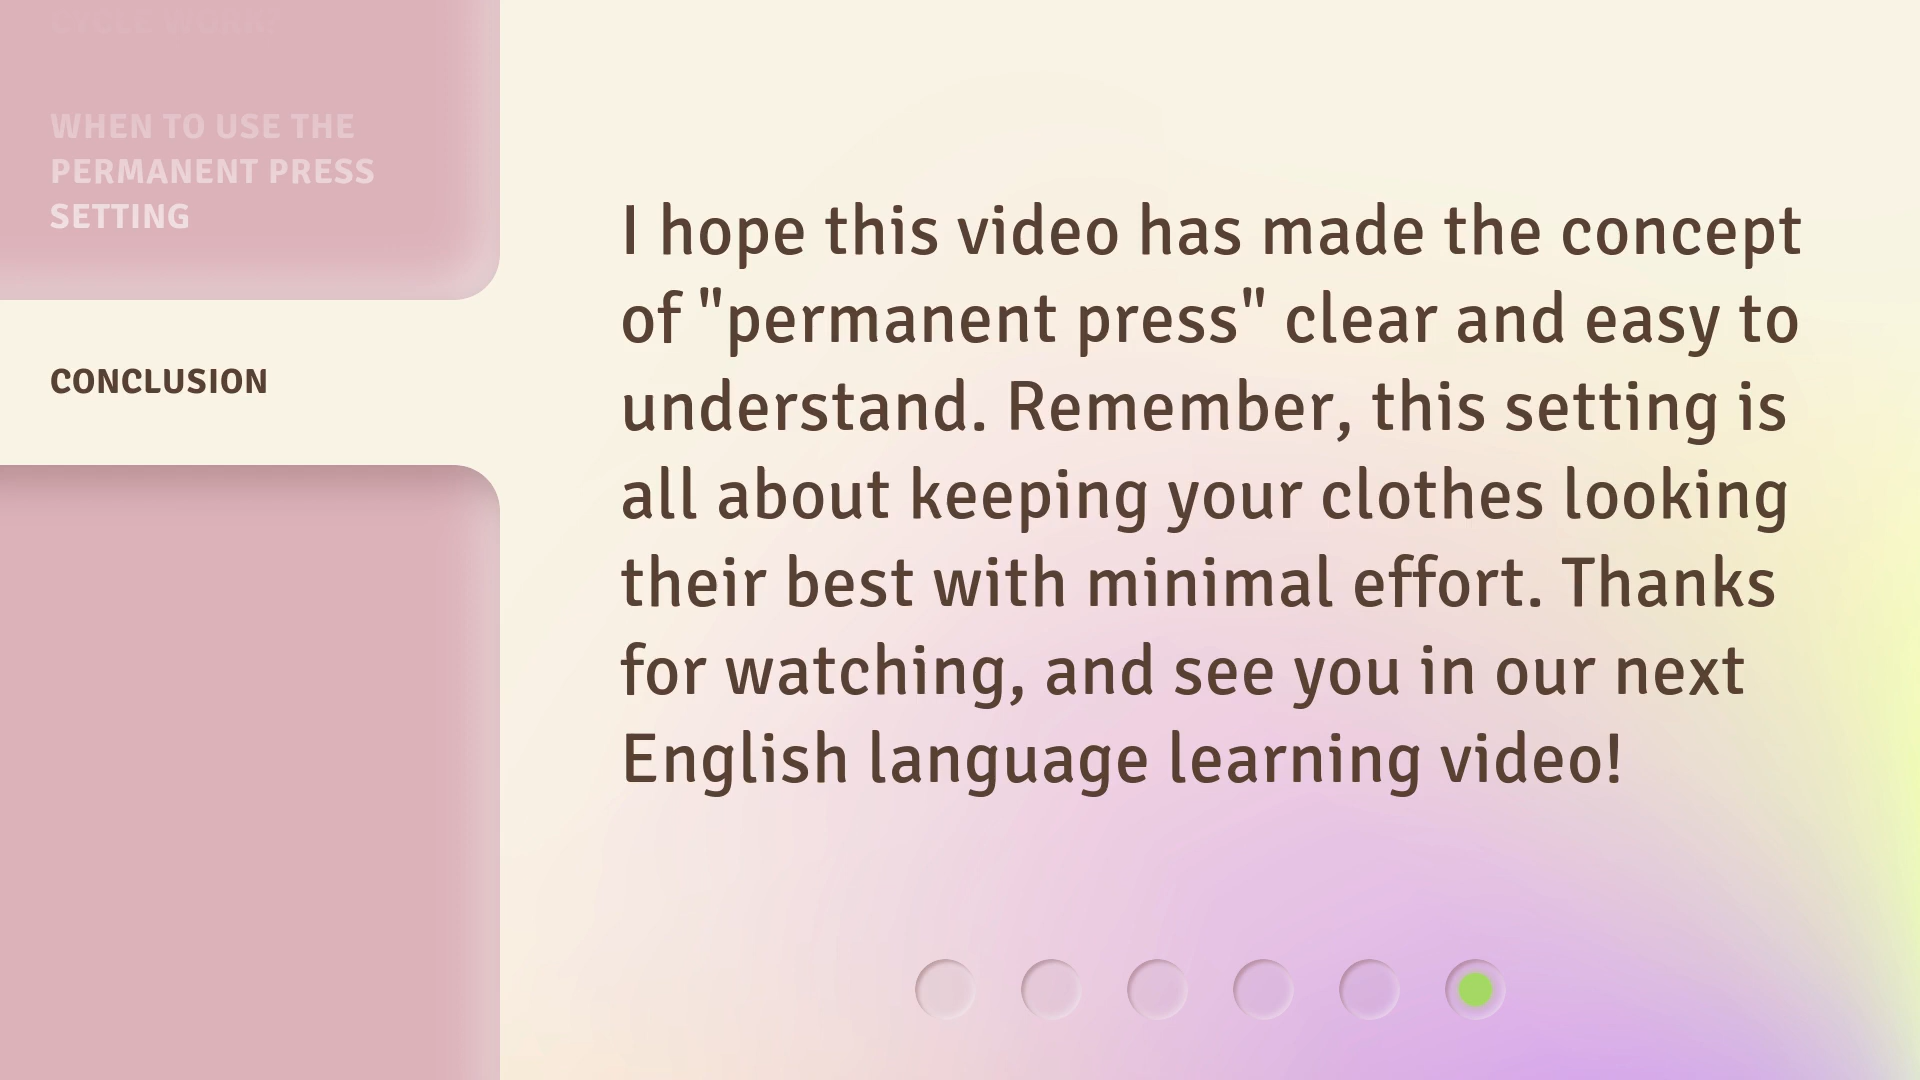 CYCLE WORK?
WHEN TO USE THE
PERMANENT PRESS
SETTING
CONCLUSION
I hope this video has made the concept
of "permanent press" clear and easy to
understand. Remember, this setting is
all about keeping your clothes looking
their best with minimal effort. Thanks
for watching, and see you in our next
English language learning video!